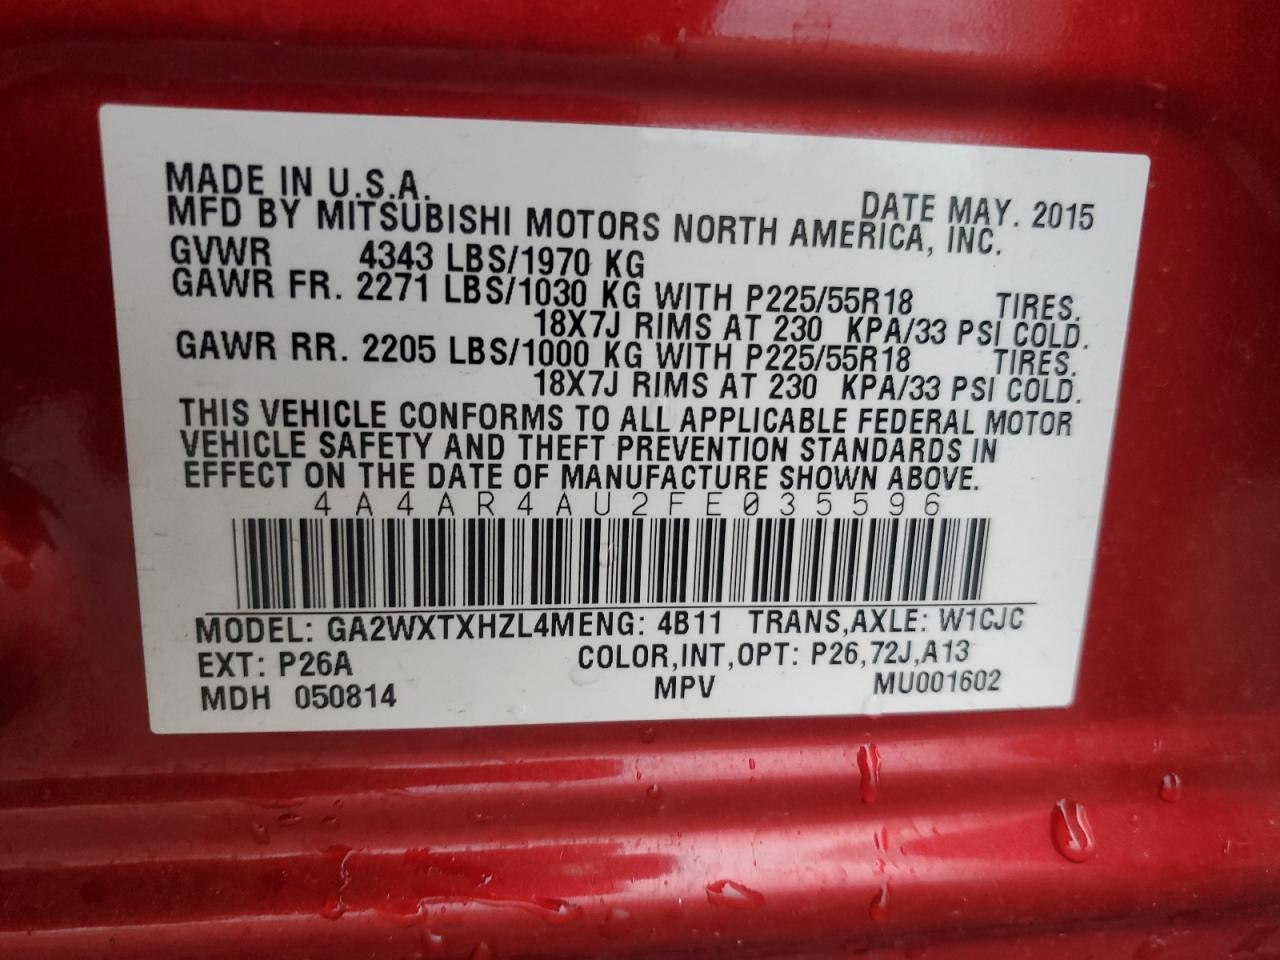 MADE IN U.S.A. DATE MAY. 2015
MFD BY MITSUBISHI MOTORS NORTH AMERICA, INC.
GVWR 4343 LBS/1970 KG
GAWR FR. 2271 LBS/1030 KG WITH P225/55R18 TIRES.
18X7J RIMS AT 230 KPA/33 PSI COLD.
GAWR RR. 2205 LBS/1000 KG WITH P225/55R18 TIRES.
18X7J RIMS AT 230 KPA/33 PSI COLD.
THIS VEHICLE CONFORMS TO ALL APPLICABLE FEDERAL MOTOR
VEHICLE SAFETY AND THEFT PREVENTION STANDARDS IN
EFFECT ON THE DATE OF MANUFACTURE SHOWN ABOVE.
4A4AR4AU2FE035596
MODEL: GA2WXTXHZL4MENG: 4B11 TRANS,AXLE: W1CJC
EXT: P26A COLOR,INT,OPT: P26,72J,A13
MDH 050814 MPV MU001602